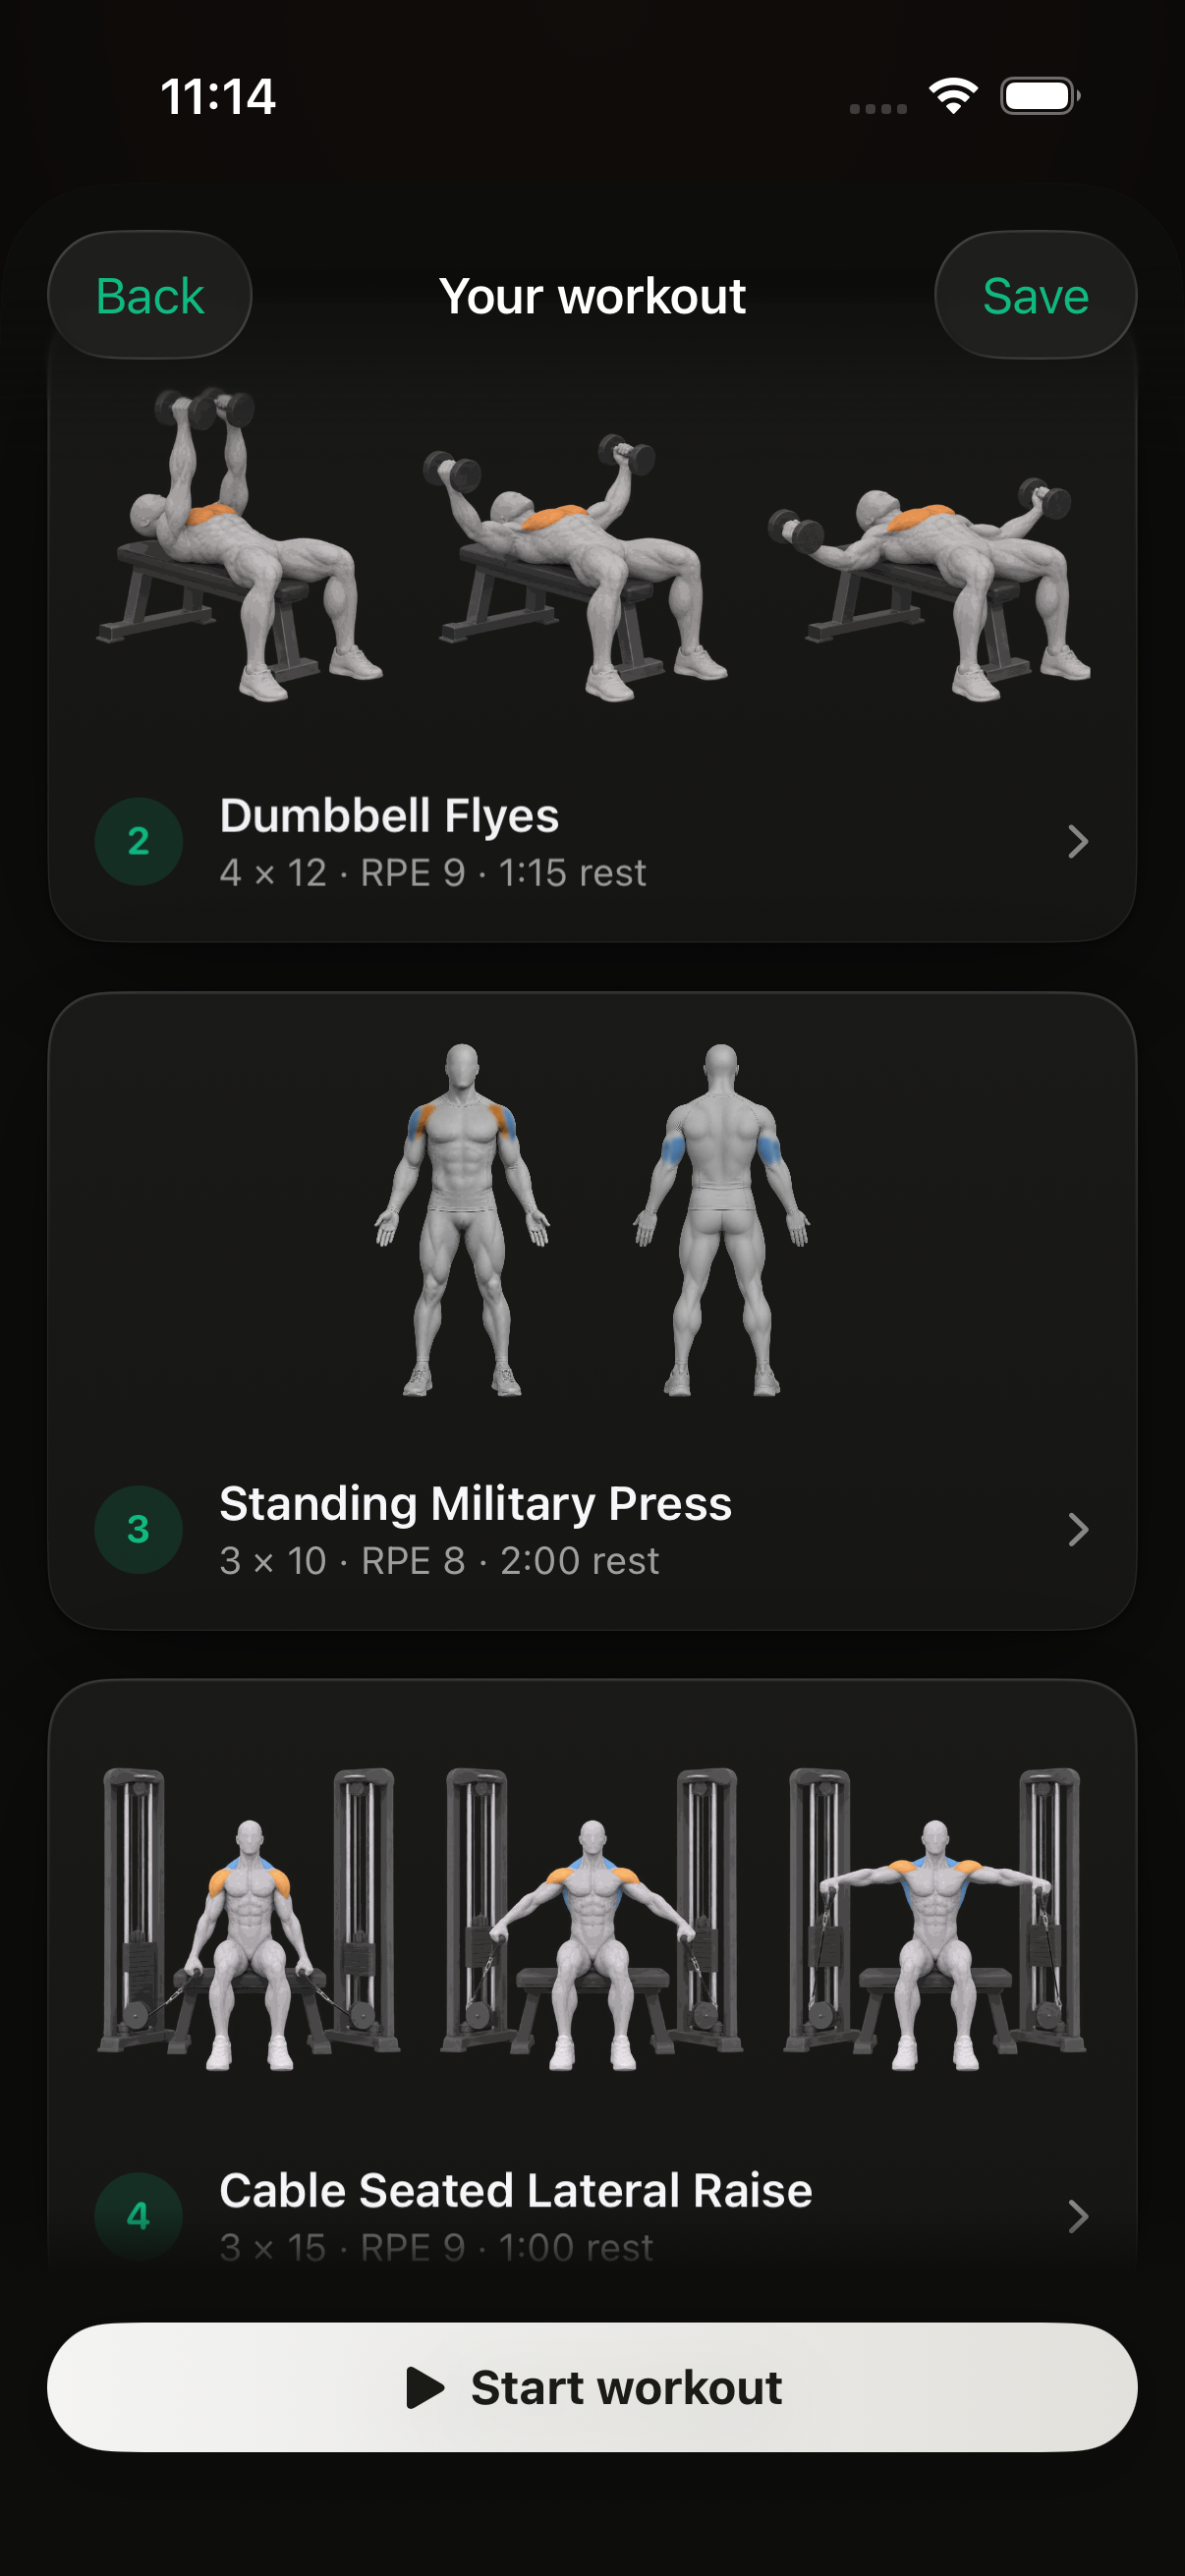 11:14
Back
Your workout
Save
2
Dumbbell Flyes
4 × 12 · RPE 9 · 1:15 rest
3
Standing Military Press
3 × 10 · RPE 8 · 2:00 rest
4
Cable Seated Lateral Raise
3 × 15 · RPE 9 · 1:00 rest
Start workout